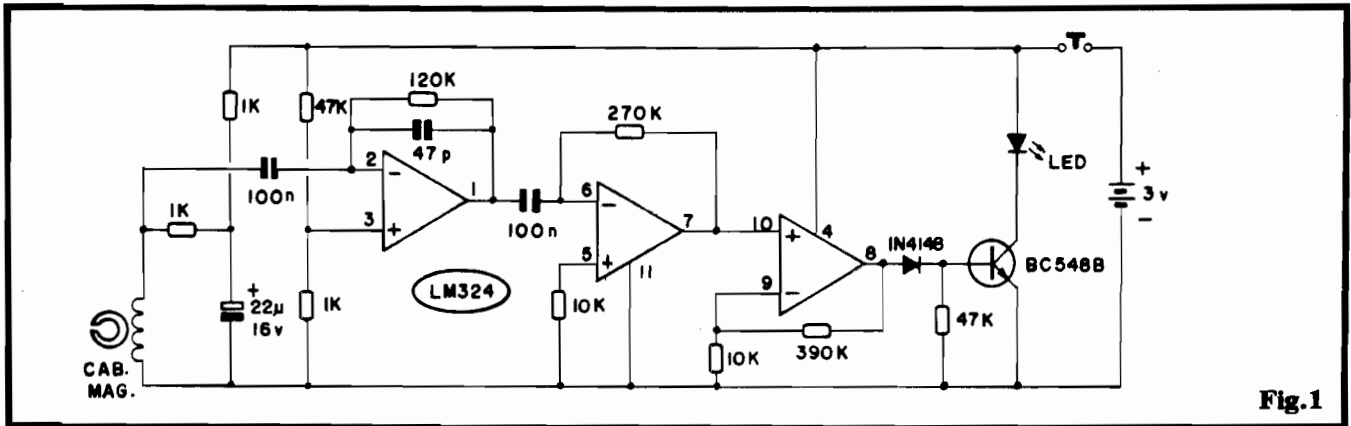 1K
47K
120K
47p
270K
100n
2
-
3
+
1
100n
6
-
5
+
7
11
10
+
9
-
4
8
1N4148
LED
+
3v
-
BC548B
1K
+
22µ
16v
1K
LM324
10K
10K
390K
47K
CAB.
MAG.
Fig.1